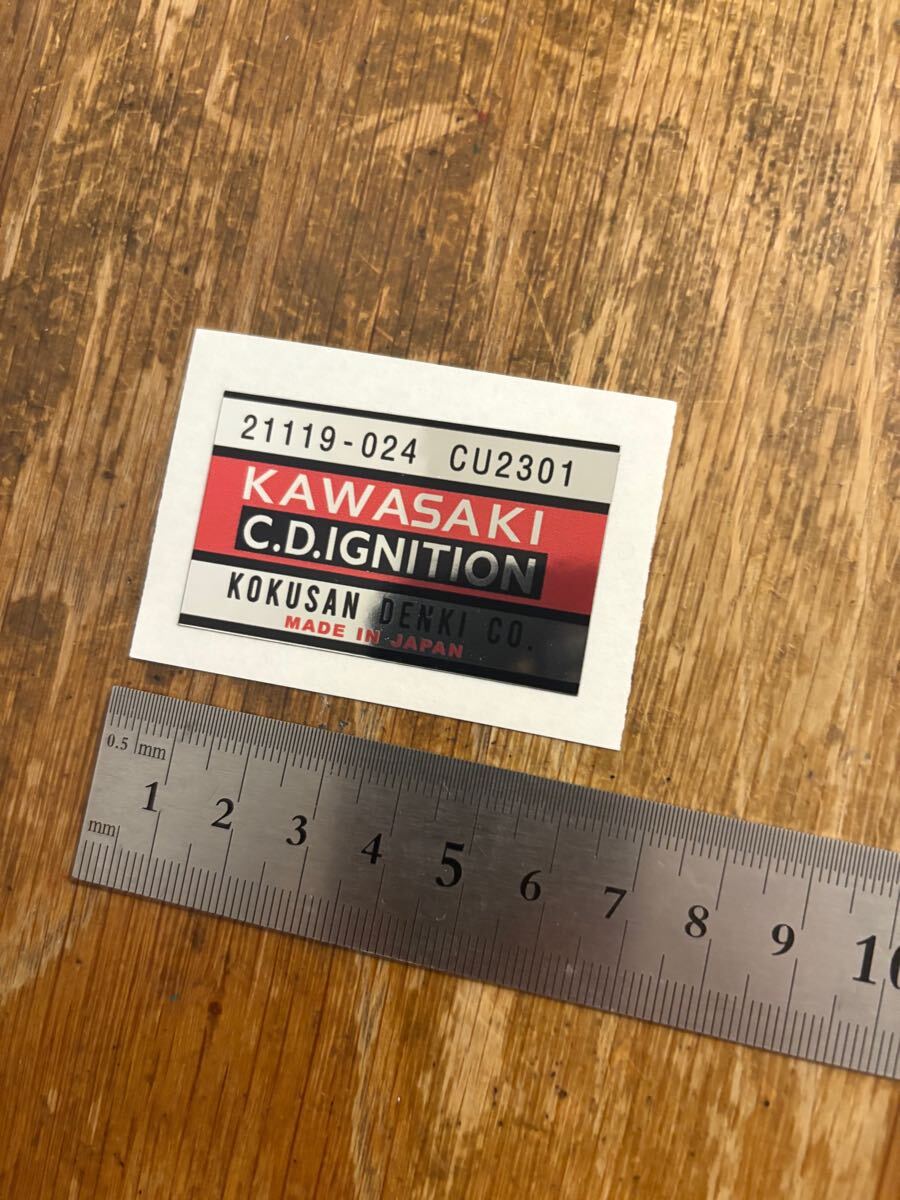 21119-024 CU2301
KAWASAKI
C.D.IGNITION
KOKUSAN DENKI CO.
MADE IN JAPAN
0.5 mm
1 2 3 4 5 6 7 8 9 10
mm